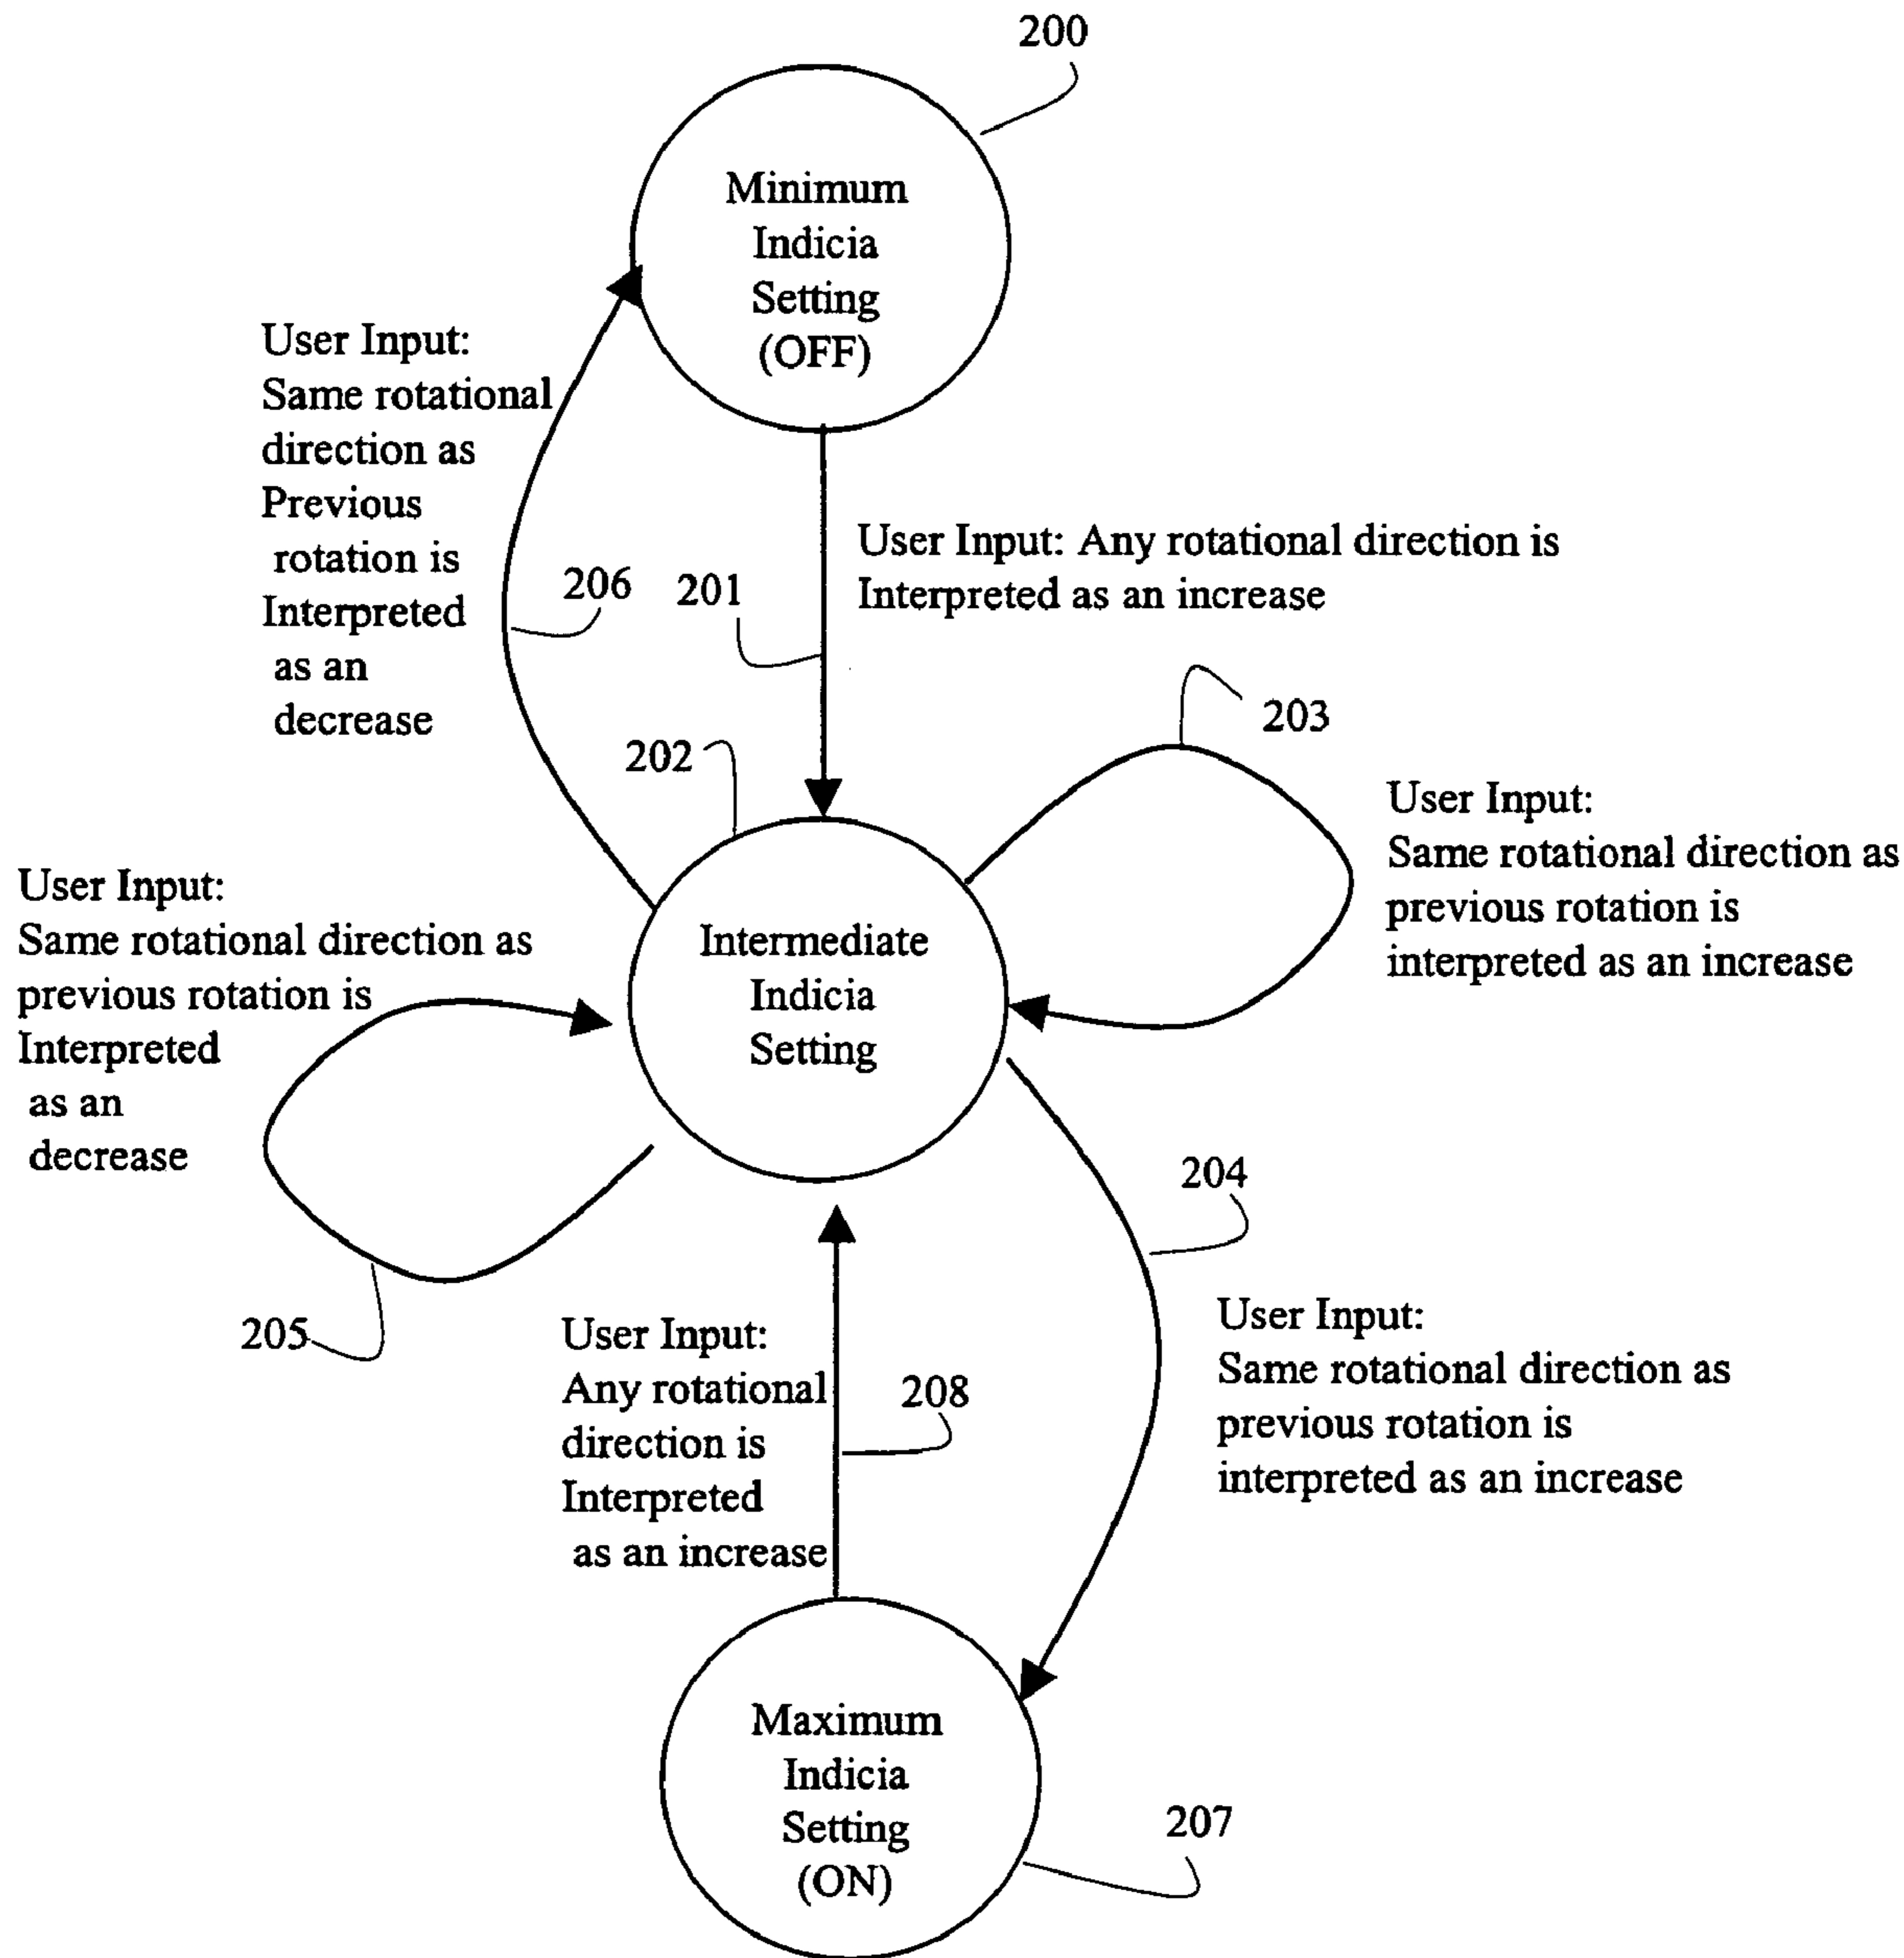 200
Minimum
Indicia
Setting
(OFF)
User Input:
Same rotational
direction as
Previous
rotation is
Interpreted
as an
decrease
206
201
User Input: Any rotational direction is
Interpreted as an increase
202
203
User Input:
Same rotational direction as
previous rotation is
interpreted as an increase
User Input:
Same rotational direction as
previous rotation is
Interpreted
as an
decrease
Intermediate
Indicia
Setting
204
205
User Input:
Any rotational
direction is
Interpreted
as an increase
208
User Input:
Same rotational direction as
previous rotation is
interpreted as an increase
Maximum
Indicia
Setting
(ON)
207